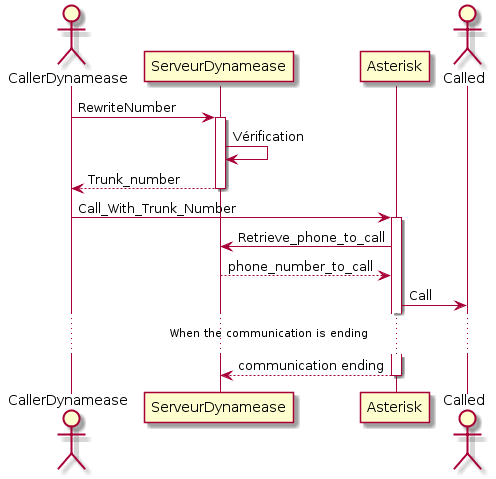 CallerDynamease
ServeurDynamease
Asterisk
Called
RewriteNumber
Vérification
Trunk_number
Call_With_Trunk_Number
Retrieve_phone_to_call
phone_number_to_call
Call
When the communication is ending
communication ending
CallerDynamease
ServeurDynamease
Asterisk
Called